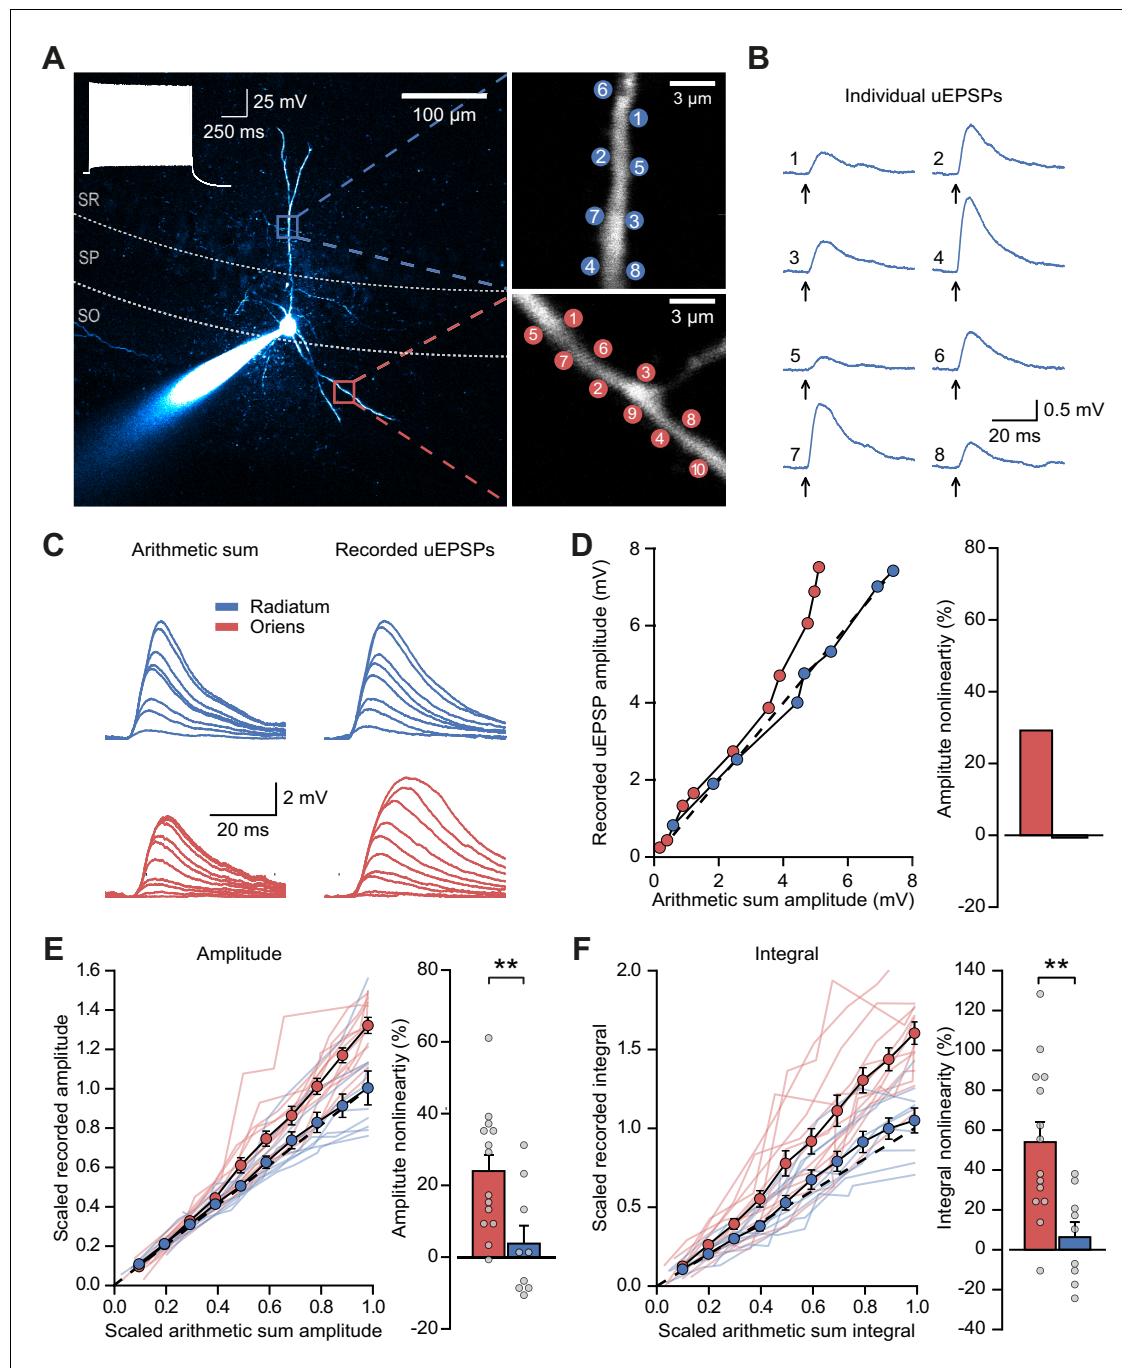 A
25 mV
250 ms
100 µm
SR
SP
SO
3 µm
6
1
2
5
7
3
4
8
3 µm
1
5
6
7
3
2
9
8
4
10
B
Individual uEPSPs
1
2
3
4
5
6
7
8
0.5 mV
20 ms
C
Arithmetic sum
Recorded uEPSPs
Radiatum
Oriens
2 mV
20 ms
D
Recorded uEPSP amplitude (mV)
8
6
4
2
0
0
2
4
6
8
Arithmetic sum amplitude (mV)
Amplitute nonlineartiy (%)
80
60
40
20
0
-20
E
Amplitude
Scaled recorded amplitude
1.6
1.4
1.2
1.0
0.8
0.6
0.4
0.2
0.0
0.0
0.2
0.4
0.6
0.8
1.0
Scaled arithmetic sum amplitude
Amplitute nonlineartiy (%)
80
60
40
20
0
-20
**
F
Integral
Scaled recorded integral
2.0
1.5
1.0
0.5
0.0
0.0
0.2
0.4
0.6
0.8
1.0
Scaled arithmetic sum integral
Integral nonlinearity (%)
140
120
100
80
60
40
20
0
-20
-40
**